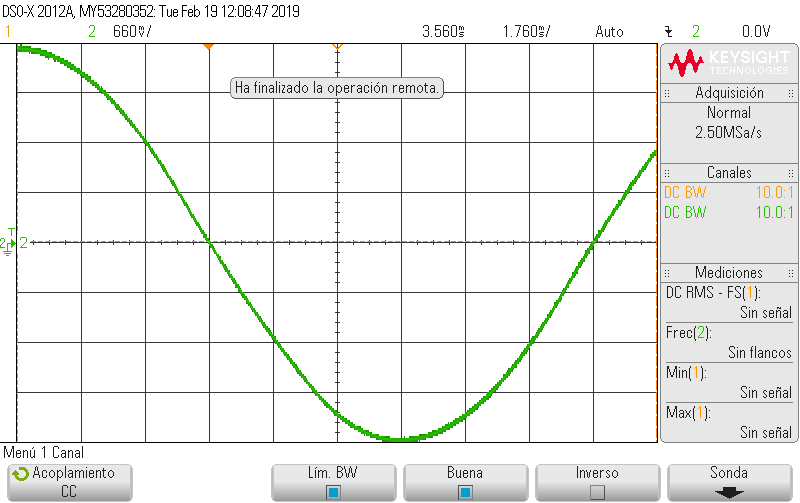 DSO-X 2012A, MY53280352: Tue Feb 19 12:08:47 2019
1 2 660㎷/ 3.560㎳ 1.760㎳/ Auto 2 0.0V
Ha finalizado la operación remota.
KEYSIGHT
TECHNOLOGIES
Adquisición
Normal
2.50MSa/s
Canales
DC BW 10.0:1
DC BW 10.0:1
T
2 2
Mediciones
DC RMS - FS(1):
Sin señal
Frec(2):
Sin flancos
Min(1):
Sin señal
Max(1):
Sin señal
Menú 1 Canal
Acoplamiento
CC
Lím. BW
Buena
Inverso
Sonda